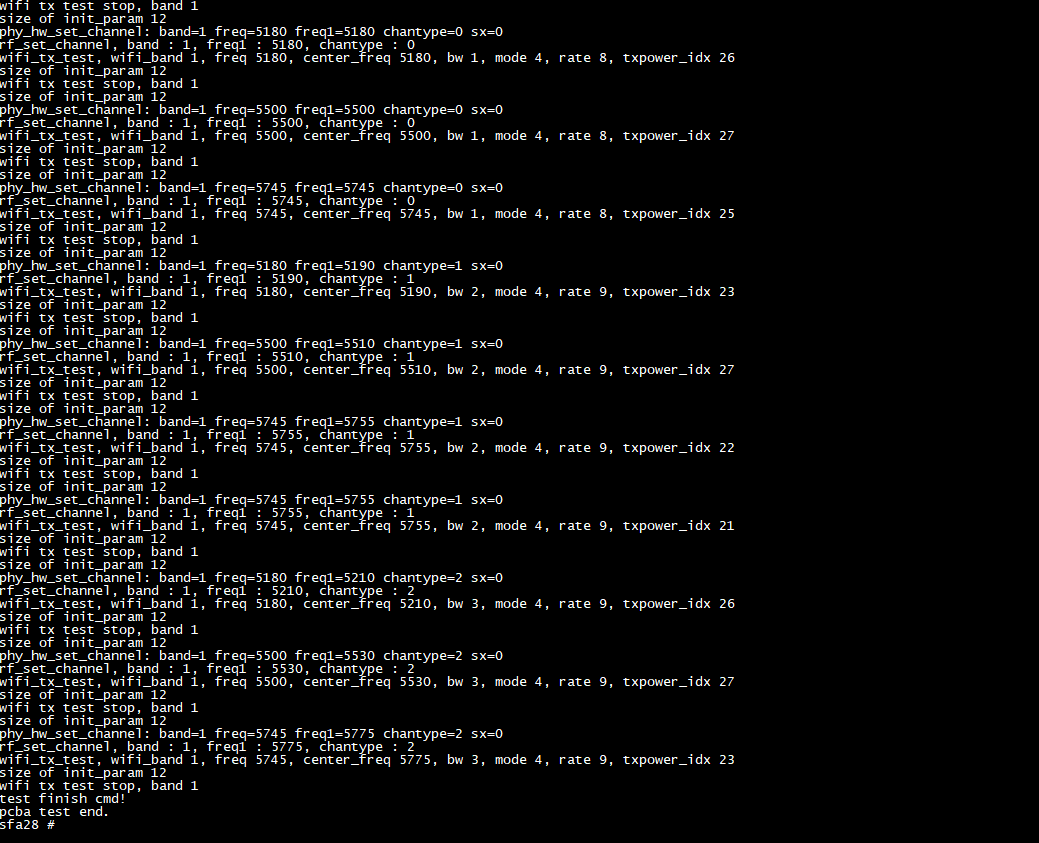 wifi tx test stop, band 1
size of init_param 12
phy_hw_set_channel: band=1 freq=5180 freq1=5180 chantype=0 sx=0
rf_set_channel, band : 1, freq1 : 5180, chantype : 0
wifi_tx_test, wifi_band 1, freq 5180, center_freq 5180, bw 1, mode 4, rate 8, txpower_idx 26
size of init_param 12
wifi tx test stop, band 1
size of init_param 12
phy_hw_set_channel: band=1 freq=5500 freq1=5500 chantype=0 sx=0
rf_set_channel, band : 1, freq1 : 5500, chantype : 0
wifi_tx_test, wifi_band 1, freq 5500, center_freq 5500, bw 1, mode 4, rate 8, txpower_idx 27
size of init_param 12
wifi tx test stop, band 1
size of init_param 12
phy_hw_set_channel: band=1 freq=5745 freq1=5745 chantype=0 sx=0
rf_set_channel, band : 1, freq1 : 5745, chantype : 0
wifi_tx_test, wifi_band 1, freq 5745, center_freq 5745, bw 1, mode 4, rate 8, txpower_idx 25
size of init_param 12
wifi tx test stop, band 1
size of init_param 12
phy_hw_set_channel: band=1 freq=5180 freq1=5190 chantype=1 sx=0
rf_set_channel, band : 1, freq1 : 5190, chantype : 1
wifi_tx_test, wifi_band 1, freq 5180, center_freq 5190, bw 2, mode 4, rate 9, txpower_idx 23
size of init_param 12
wifi tx test stop, band 1
size of init_param 12
phy_hw_set_channel: band=1 freq=5500 freq1=5510 chantype=1 sx=0
rf_set_channel, band : 1, freq1 : 5510, chantype : 1
wifi_tx_test, wifi_band 1, freq 5500, center_freq 5510, bw 2, mode 4, rate 9, txpower_idx 27
size of init_param 12
wifi tx test stop, band 1
size of init_param 12
phy_hw_set_channel: band=1 freq=5745 freq1=5755 chantype=1 sx=0
rf_set_channel, band : 1, freq1 : 5755, chantype : 1
wifi_tx_test, wifi_band 1, freq 5745, center_freq 5755, bw 2, mode 4, rate 9, txpower_idx 22
size of init_param 12
wifi tx test stop, band 1
size of init_param 12
phy_hw_set_channel: band=1 freq=5745 freq1=5755 chantype=1 sx=0
rf_set_channel, band : 1, freq1 : 5755, chantype : 1
wifi_tx_test, wifi_band 1, freq 5745, center_freq 5755, bw 2, mode 4, rate 9, txpower_idx 21
size of init_param 12
wifi tx test stop, band 1
size of init_param 12
phy_hw_set_channel: band=1 freq=5180 freq1=5210 chantype=2 sx=0
rf_set_channel, band : 1, freq1 : 5210, chantype : 2
wifi_tx_test, wifi_band 1, freq 5180, center_freq 5210, bw 3, mode 4, rate 9, txpower_idx 26
size of init_param 12
wifi tx test stop, band 1
size of init_param 12
phy_hw_set_channel: band=1 freq=5500 freq1=5530 chantype=2 sx=0
rf_set_channel, band : 1, freq1 : 5530, chantype : 2
wifi_tx_test, wifi_band 1, freq 5500, center_freq 5530, bw 3, mode 4, rate 9, txpower_idx 27
size of init_param 12
wifi tx test stop, band 1
size of init_param 12
phy_hw_set_channel: band=1 freq=5745 freq1=5775 chantype=2 sx=0
rf_set_channel, band : 1, freq1 : 5775, chantype : 2
wifi_tx_test, wifi_band 1, freq 5745, center_freq 5775, bw 3, mode 4, rate 9, txpower_idx 23
size of init_param 12
wifi tx test stop, band 1
test finish cmd!
pcba test end.
sfa28 #